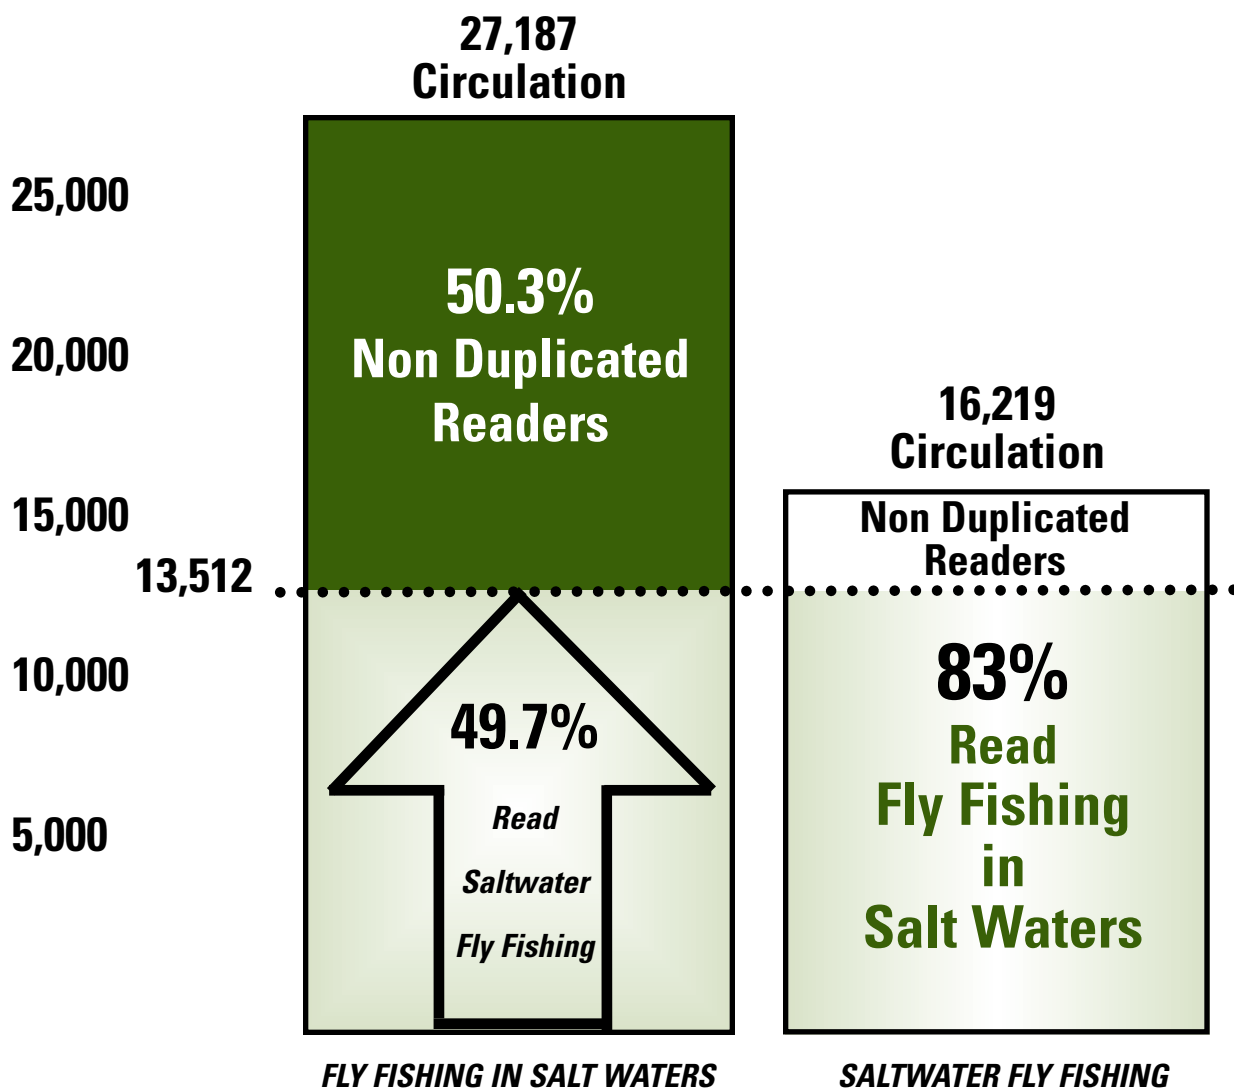 27,187
Circulation
25,000
50.3%
Non Duplicated
Readers
20,000
16,219
Circulation
15,000
Non Duplicated
Readers
13,512
10,000
49.7%
Read
Saltwater
Fly Fishing
83%
Read
Fly Fishing
in
Salt Waters
5,000
FLY FISHING IN SALT WATERS
SALTWATER FLY FISHING